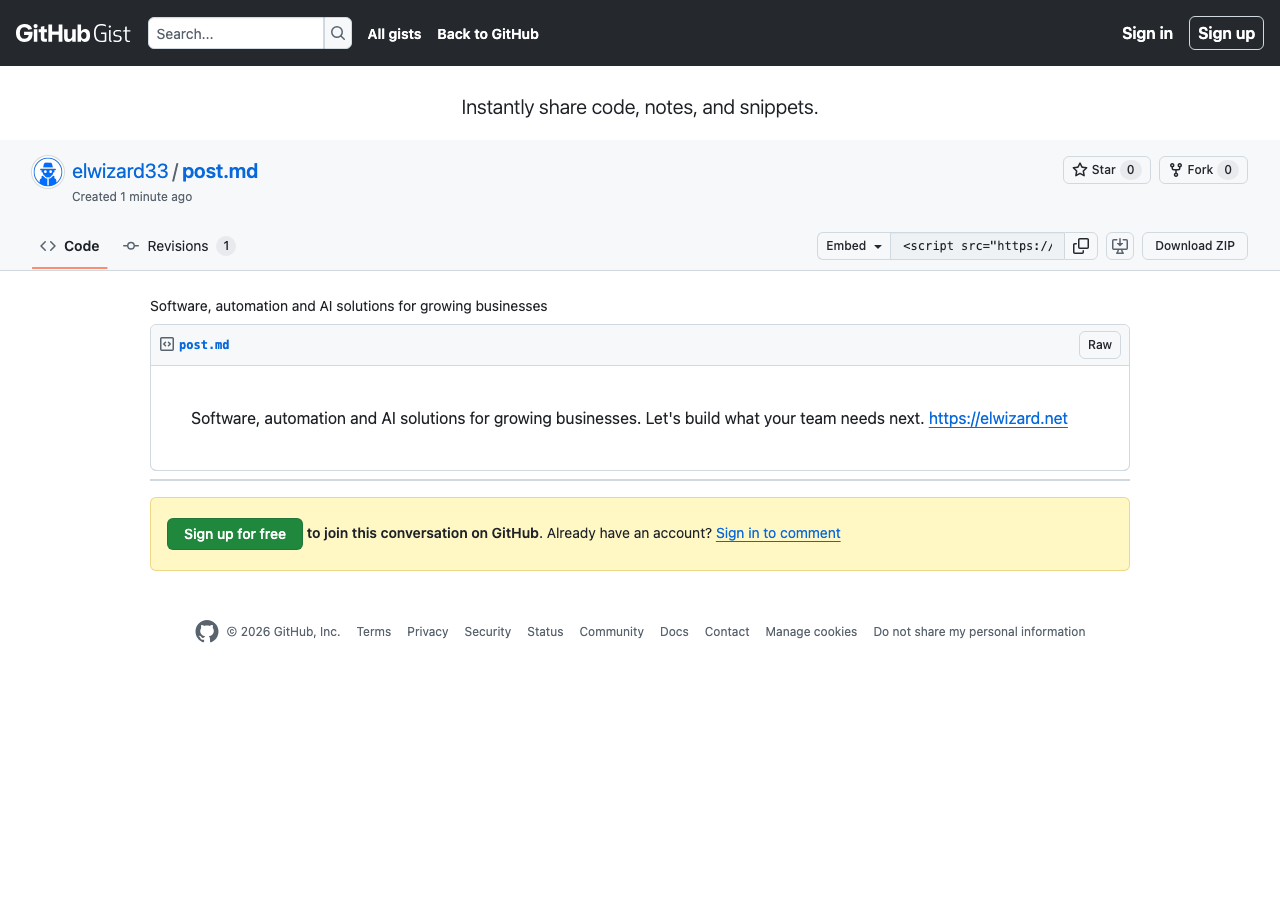 GitHub Gist
Search...
All gists
Back to GitHub
Sign in
Sign up
Instantly share code, notes, and snippets.
elwizard33 / post.md
Created 1 minute ago
Star 0
Fork 0
Code
Revisions 1
Embed
<script src="https://
Download ZIP
Software, automation and AI solutions for growing businesses
post.md
Raw
Software, automation and AI solutions for growing businesses. Let's build what your team needs next. https://elwizard.net
Sign up for free to join this conversation on GitHub. Already have an account? Sign in to comment
© 2026 GitHub, Inc. Terms Privacy Security Status Community Docs Contact Manage cookies Do not share my personal information